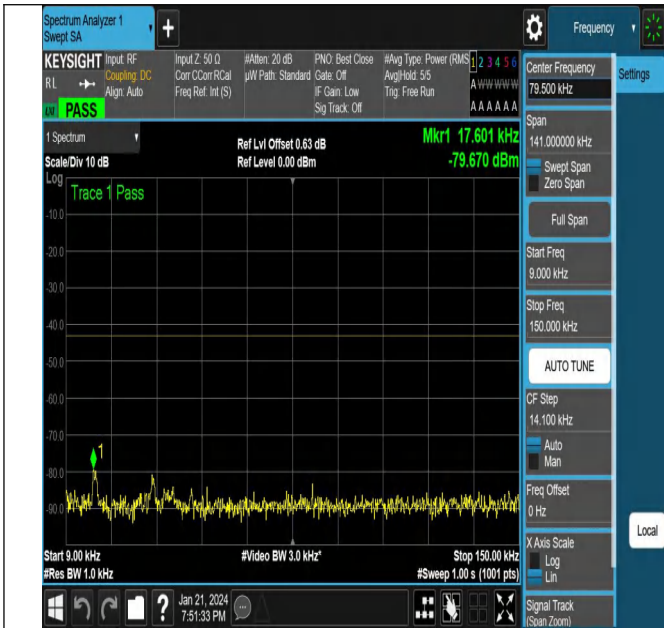 Spectrum Analyzer 1
Swept SA
Frequency
KEYSIGHT
RL
LXI
PASS
Input: RF
Coupling: DC
Align: Auto
Input Z: 50 Ω
Corr CCorr RCal
Freq Ref: Int (S)
#Atten: 20 dB
µW Path: Standard
PNO: Best Close
Gate: Off
IF Gain: Low
Sig Track: Off
#Avg Type: Power (RMS
Avg|Hold: 5/5
Trig: Free Run
1 2 3 4 5 6
A W W W W W
A A A A A A
1 Spectrum
Scale/Div 10 dB
Ref Lvl Offset 0.63 dB
Ref Level 0.00 dBm
Mkr1 17.601 kHz
-79.670 dBm
Log
Trace 1 Pass
-10.0
-20.0
-30.0
-40.0
-50.0
-60.0
-70.0
-80.0
-90.0
1
Start 9.00 kHz
#Res BW 1.0 kHz
#Video BW 3.0 kHz*
Stop 150.00 kHz
#Sweep 1.00 s (1001 pts)
Jan 21, 2024
7:51:33 PM
Center Frequency
79.500 kHz
Settings
Span
141.000000 kHz
Swept Span
Zero Span
Full Span
Start Freq
9.000 kHz
Stop Freq
150.000 kHz
AUTO TUNE
CF Step
14.100 kHz
Auto
Man
Freq Offset
0 Hz
X Axis Scale
Log
Lin
Local
Signal Track
(Span Zoom)